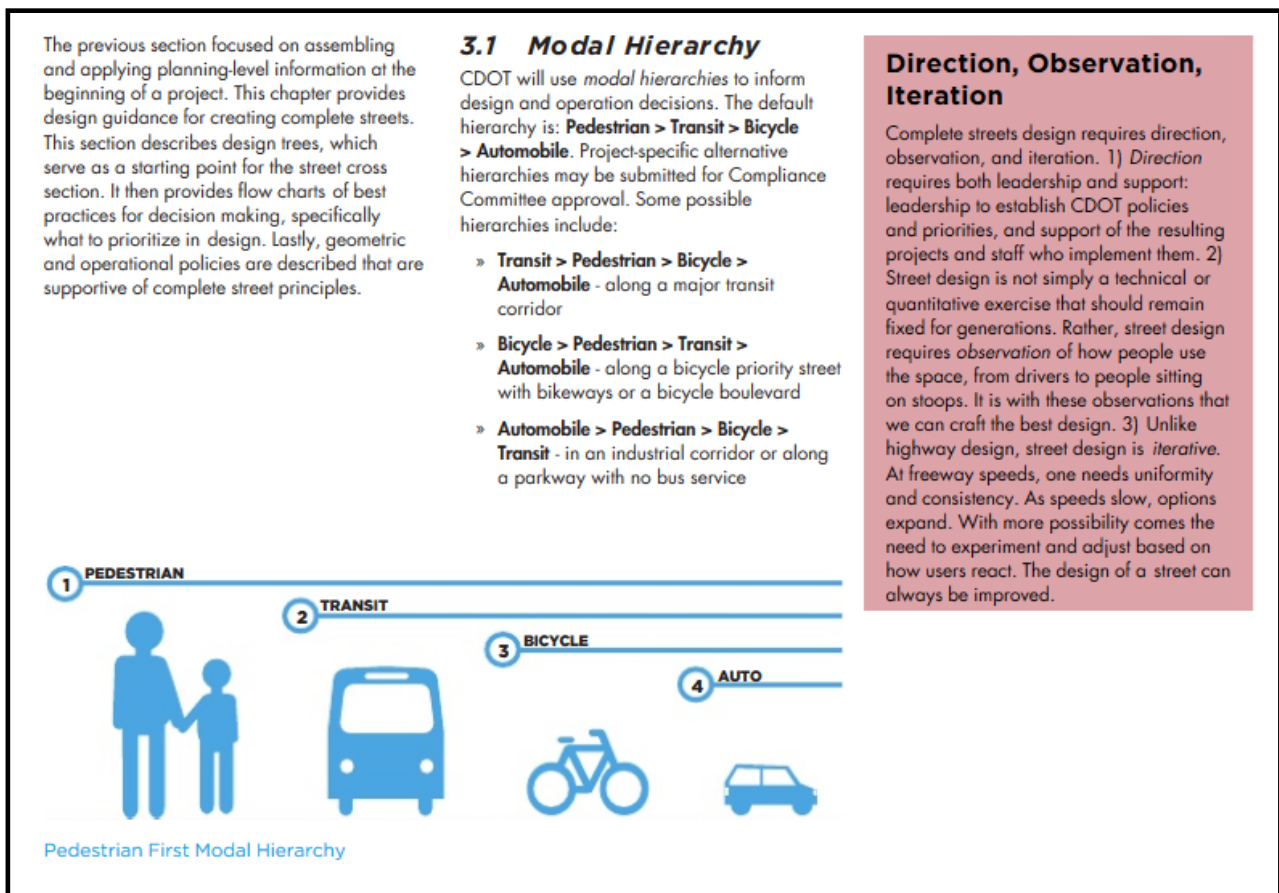 The previous section focused on assembling
and applying planning-level information at the
beginning of a project. This chapter provides
design guidance for creating complete streets.
This section describes design trees, which
serve as a starting point for the street cross
section. It then provides flow charts of best
practices for decision making, specifically
what to prioritize in design. Lastly, geometric
and operational policies are described that are
supportive of complete street principles.
3.1 Modal Hierarchy
CDOT will use modal hierarchies to inform
design and operation decisions. The default
hierarchy is: Pedestrian > Transit > Bicycle
> Automobile. Project-specific alternative
hierarchies may be submitted for Compliance
Committee approval. Some possible
hierarchies include:
» Transit > Pedestrian > Bicycle >
Automobile - along a major transit
corridor
» Bicycle > Pedestrian > Transit >
Automobile - along a bicycle priority street
with bikeways or a bicycle boulevard
» Automobile > Pedestrian > Bicycle >
Transit - in an industrial corridor or along
a parkway with no bus service
Direction, Observation,
Iteration
Complete streets design requires direction,
observation, and iteration. 1) Direction
requires both leadership and support:
leadership to establish CDOT policies
and priorities, and support of the resulting
projects and staff who implement them. 2)
Street design is not simply a technical or
quantitative exercise that should remain
fixed for generations. Rather, street design
requires observation of how people use
the space, from drivers to people sitting
on stoops. It is with these observations that
we can craft the best design. 3) Unlike
highway design, street design is iterative.
At freeway speeds, one needs uniformity
and consistency. As speeds slow, options
expand. With more possibility comes the
need to experiment and adjust based on
how users react. The design of a street can
always be improved.
1 PEDESTRIAN
2 TRANSIT
3 BICYCLE
4 AUTO
Pedestrian First Modal Hierarchy